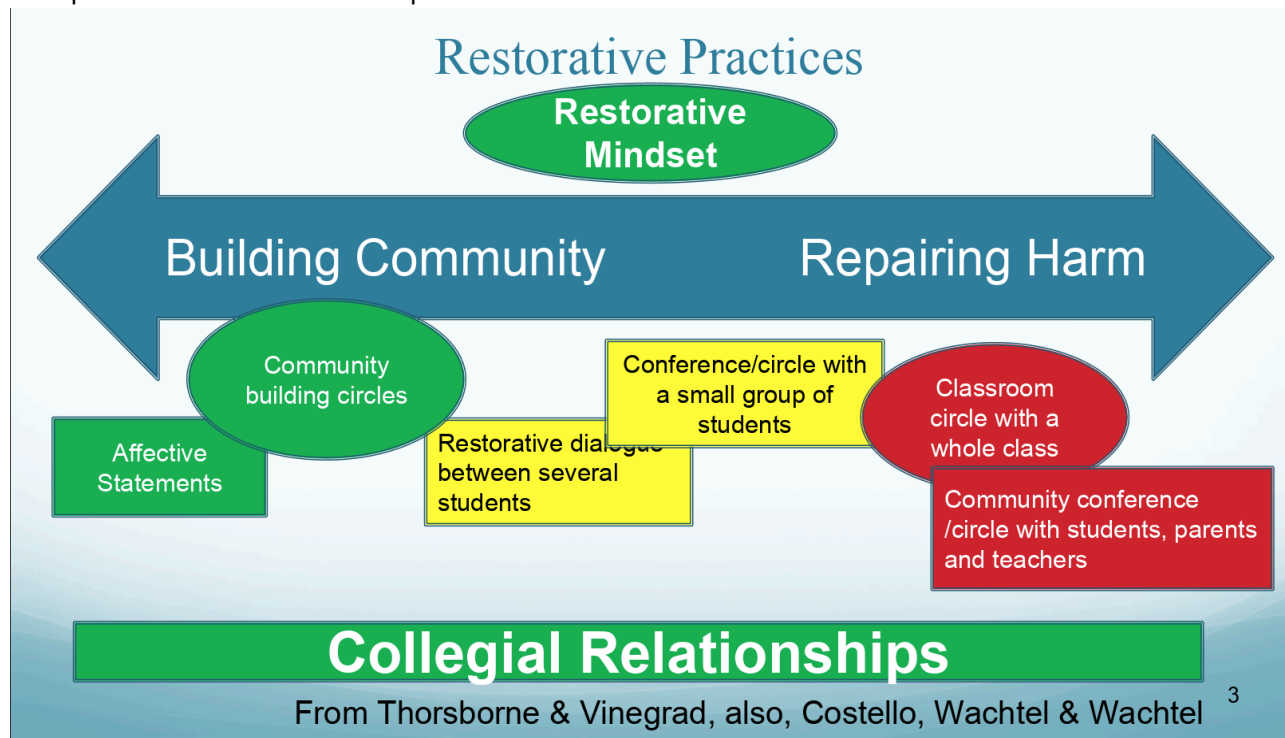 Restorative Practices
Restorative
Mindset
Building Community
Repairing Harm
Community
building circles
Affective
Statements
Restorative dialogue
between several
students
Conference/circle with
a small group of
students
Classroom
circle with a
whole class
Community conference
/circle with students, parents
and teachers
Collegial Relationships
From Thorsborne & Vinegrad, also, Costello, Wachtel & Wachtel
3